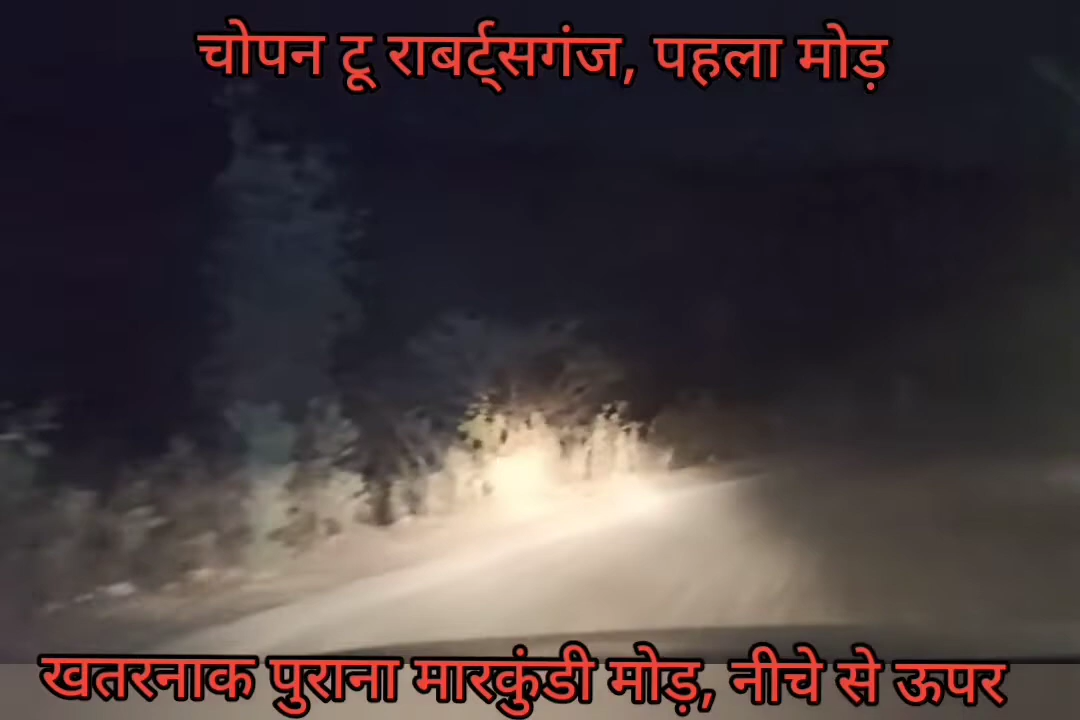 चोपन टू राबर्ट्सगंज, पहला मोड़
खतरनाक पुराना मारकुंडी मोड़, नीचे से ऊपर